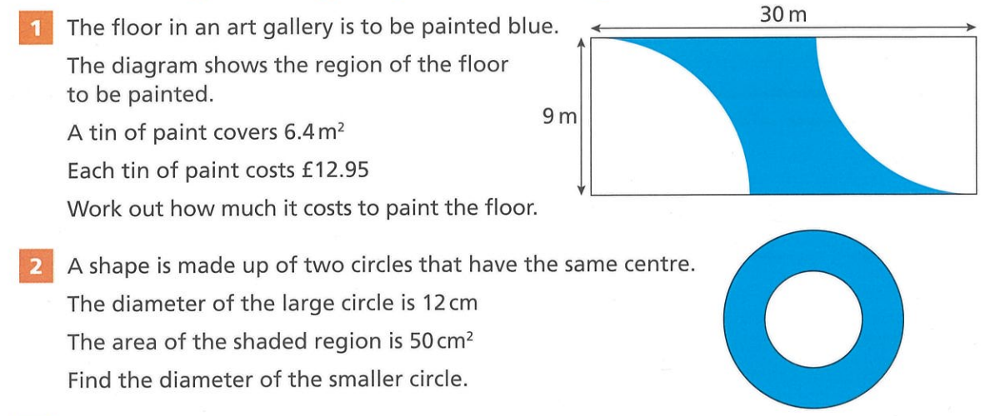 1 The floor in an art gallery is to be painted blue.
The diagram shows the region of the floor
to be painted.
A tin of paint covers 6.4 m²
Each tin of paint costs £12.95
Work out how much it costs to paint the floor.
30 m
9 m
2 A shape is made up of two circles that have the same centre.
The diameter of the large circle is 12 cm
The area of the shaded region is 50 cm²
Find the diameter of the smaller circle.